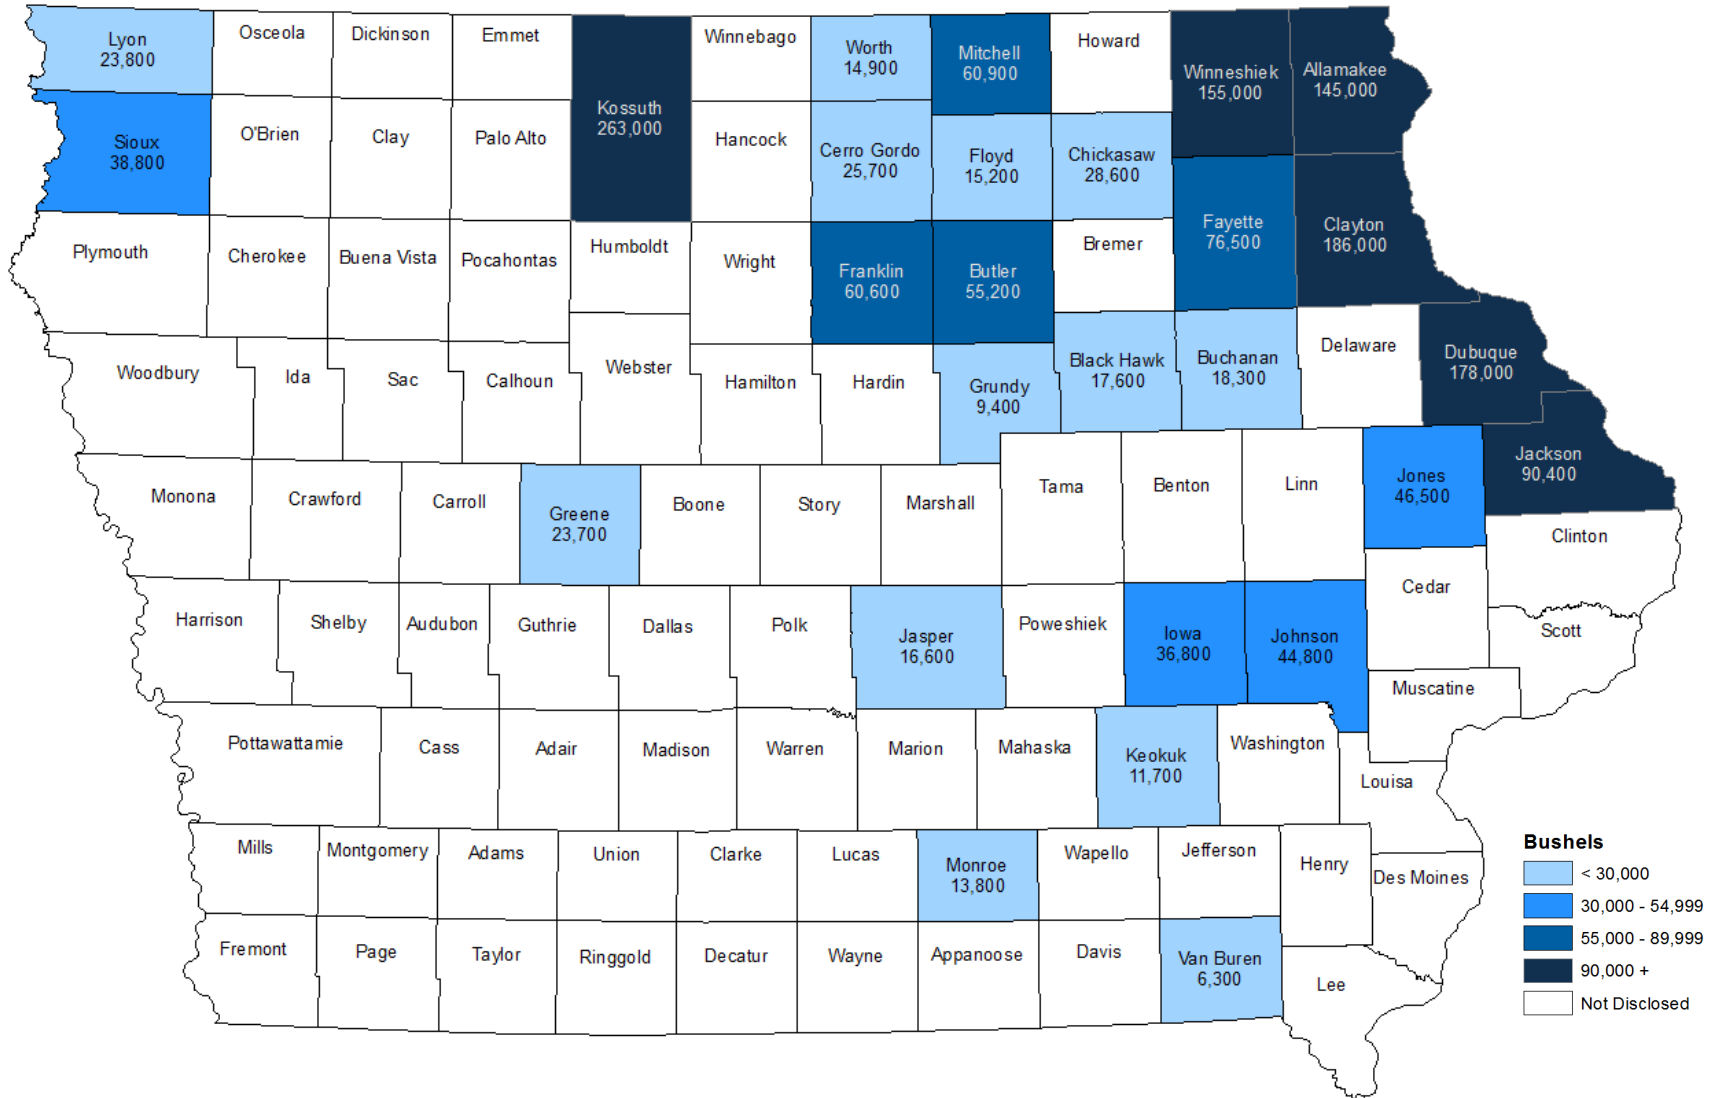 Lyon
23,800
Osceola
Dickinson
Emmet
Kossuth
263,000
Winnebago
Worth
14,900
Mitchell
60,900
Howard
Winneshiek
155,000
Allamakee
145,000
Sioux
38,800
O'Brien
Clay
Palo Alto
Hancock
Cerro Gordo
25,700
Floyd
15,200
Chickasaw
28,600
Fayette
76,500
Clayton
186,000
Plymouth
Cherokee
Buena Vista
Pocahontas
Humboldt
Wright
Franklin
60,600
Butler
55,200
Bremer
Woodbury
Ida
Sac
Calhoun
Webster
Hamilton
Hardin
Grundy
9,400
Black Hawk
17,600
Buchanan
18,300
Delaware
Dubuque
178,000
Monona
Crawford
Carroll
Greene
23,700
Boone
Story
Marshall
Tama
Benton
Linn
Jones
46,500
Jackson
90,400
Clinton
Cedar
Harrison
Shelby
Audubon
Guthrie
Dallas
Polk
Jasper
16,600
Poweshiek
Iowa
36,800
Johnson
44,800
Scott
Muscatine
Pottawattamie
Cass
Adair
Madison
Warren
Marion
Mahaska
Keokuk
11,700
Washington
Louisa
Mills
Montgomery
Adams
Union
Clarke
Lucas
Monroe
13,800
Wapello
Jefferson
Henry
Des Moines
Fremont
Page
Taylor
Ringgold
Decatur
Wayne
Appanoose
Davis
Van Buren
6,300
Lee
Bushels
< 30,000
30,000 - 54,999
55,000 - 89,999
90,000 +
Not Disclosed